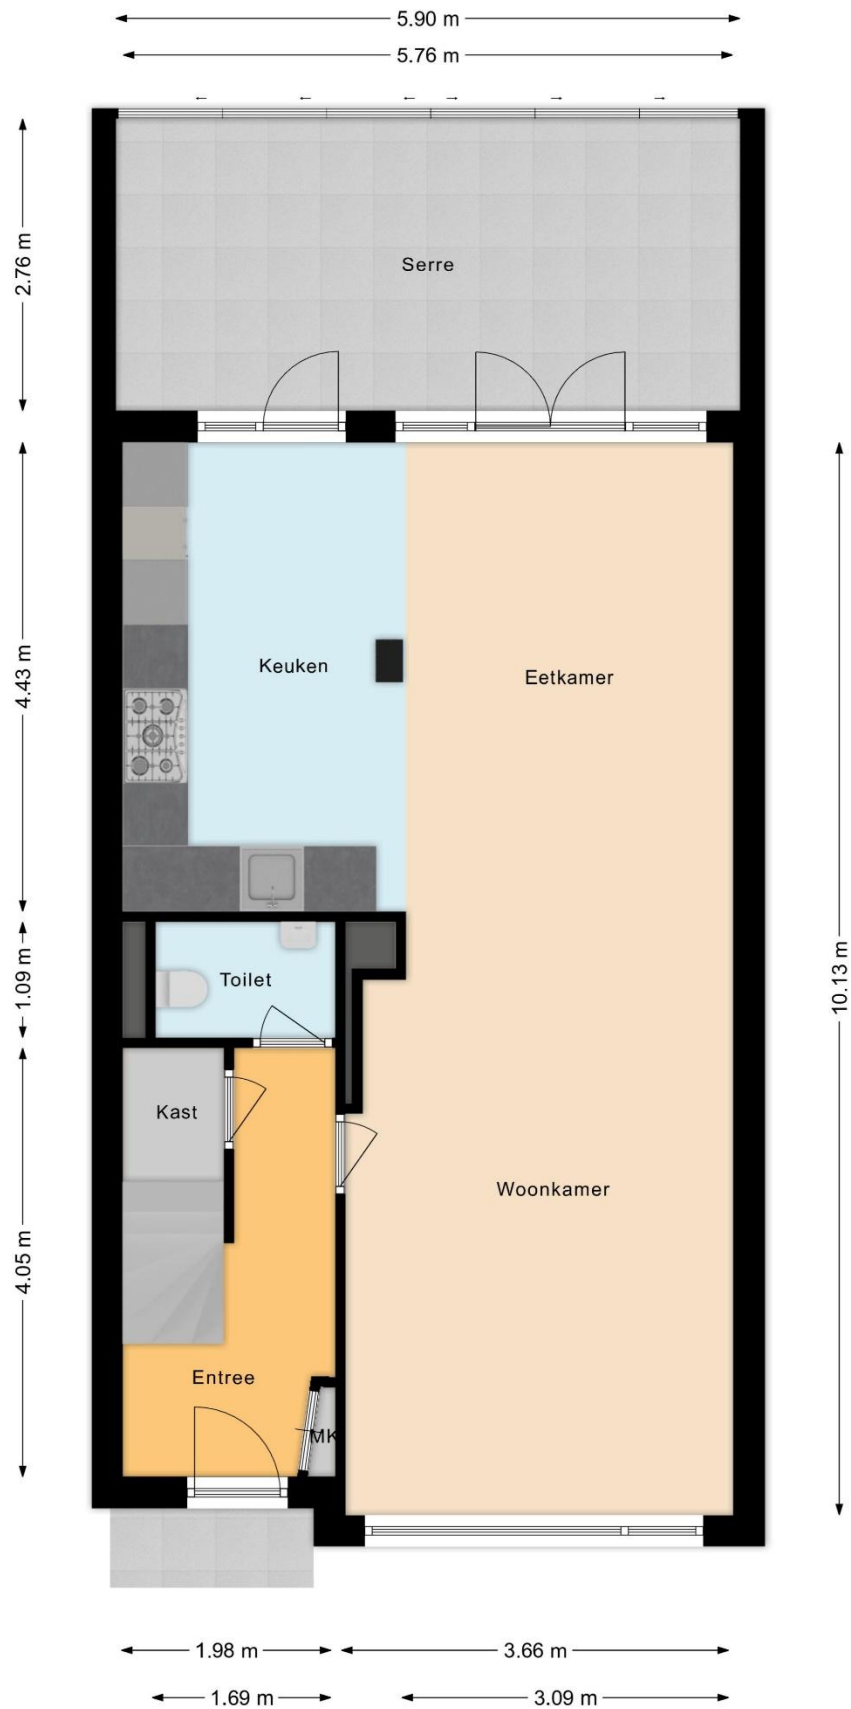 5.90 m
5.76 m
2.76 m
Serre
4.43 m
Keuken
Eetkamer
10.13 m
1.09 m
Toilet
Kast
Woonkamer
4.05 m
Entree
MK
1.98 m
3.66 m
1.69 m
3.09 m